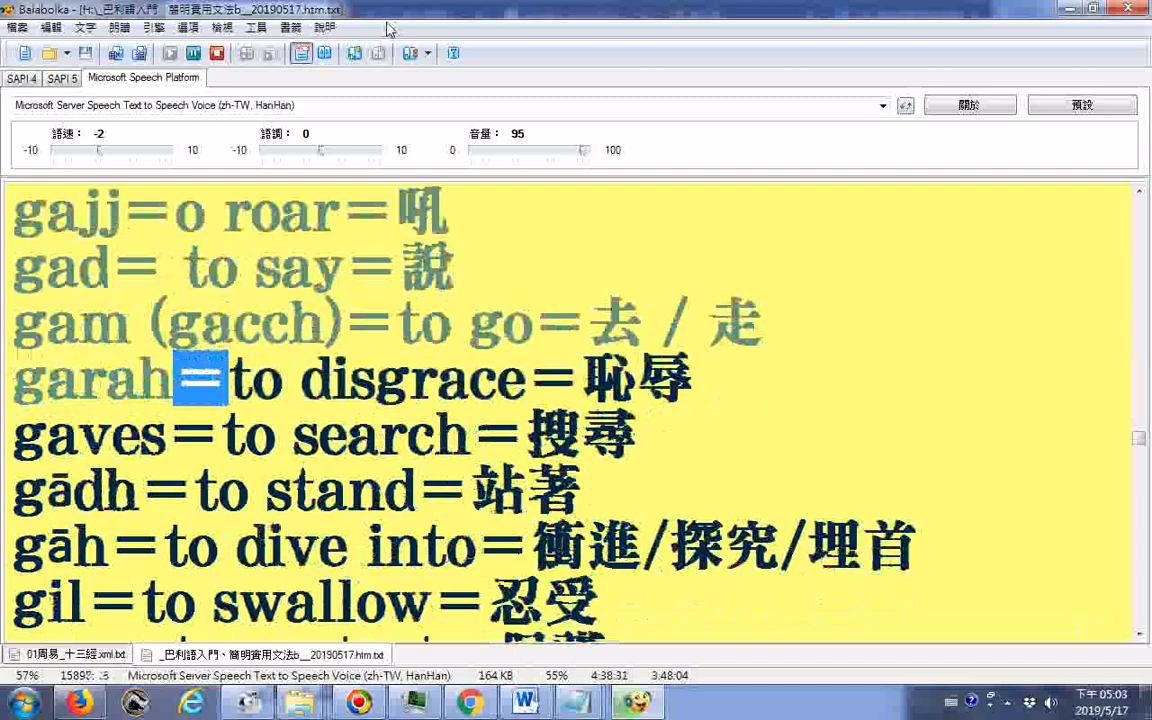 Balabolka - [H:\_巴利語入門、簡明實用文法b__20190517.htm.txt]
檔案 編輯 文字 朗讀 引擎 選項 檢視 工具 書籤 說明
SAPI 4 SAPI 5 Microsoft Speech Platform
Microsoft Server Speech Text to Speech Voice (zh-TW, HanHan)
關於 預設
語速： -2 語調： 0 音量： 95
-10 10 -10 10 0 100
gajj＝o roar＝吼
gad＝ to say＝說
gam (gacch)＝to go＝去 / 走
garah＝to disgrace＝恥辱
gaves＝to search＝搜尋
gādh＝to stand＝站著
gāh＝to dive into＝衝進/探究/埋首
gil＝to swallow＝忍受
01周易_十三經.xml.txt _巴利語入門、簡明實用文法b__20190517.htm.txt
57% Microsoft Server Speech Text to Speech Voice (zh-TW, HanHan) 164 KB 55% 4:38:31 3:48:04
下午 05:03
2019/5/17